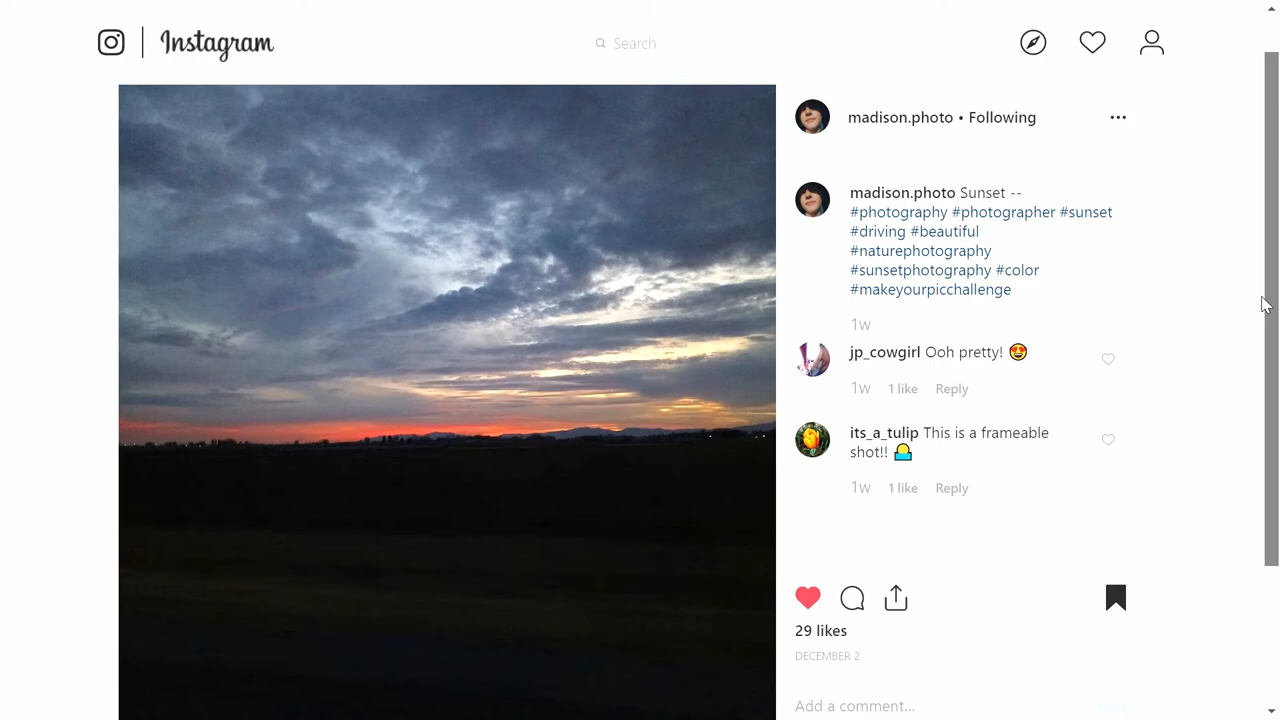 Instagram
Search
madison.photo • Following
madison.photo Sunset --
#photography #photographer #sunset
#driving #beautiful
#naturephotography
#sunsetphotography #color
#makeyourpicchallenge
1w
jp_cowgirl Ooh pretty! 😍
1w 1 like Reply
its_a_tulip This is a frameable
shot!!
1w 1 like Reply
29 likes
DECEMBER 2
Add a comment...